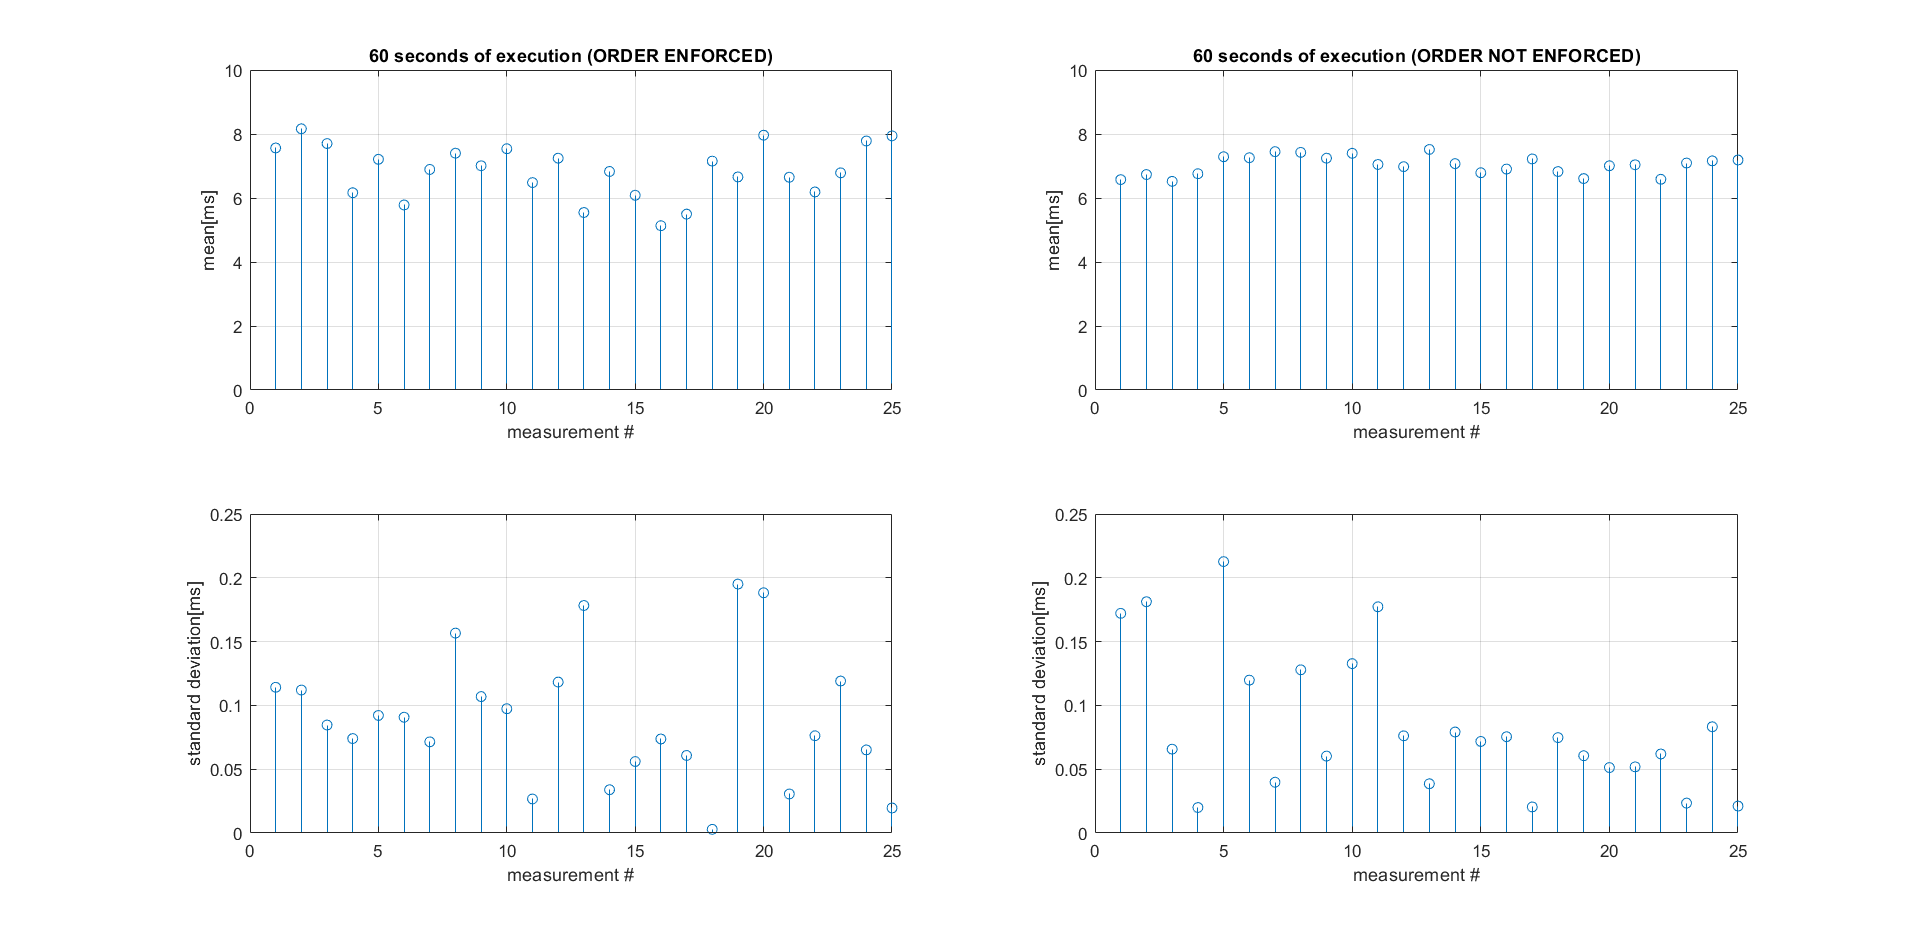 60 seconds of execution (ORDER ENFORCED)
10
8
6
4
2
0
mean[ms]
0 5 10 15 20 25
measurement #
60 seconds of execution (ORDER NOT ENFORCED)
10
8
6
4
2
0
mean[ms]
0 5 10 15 20 25
measurement #
0.25
0.2
0.15
0.1
0.05
0
standard deviation[ms]
0 5 10 15 20 25
measurement #
0.25
0.2
0.15
0.1
0.05
0
standard deviation[ms]
0 5 10 15 20 25
measurement #